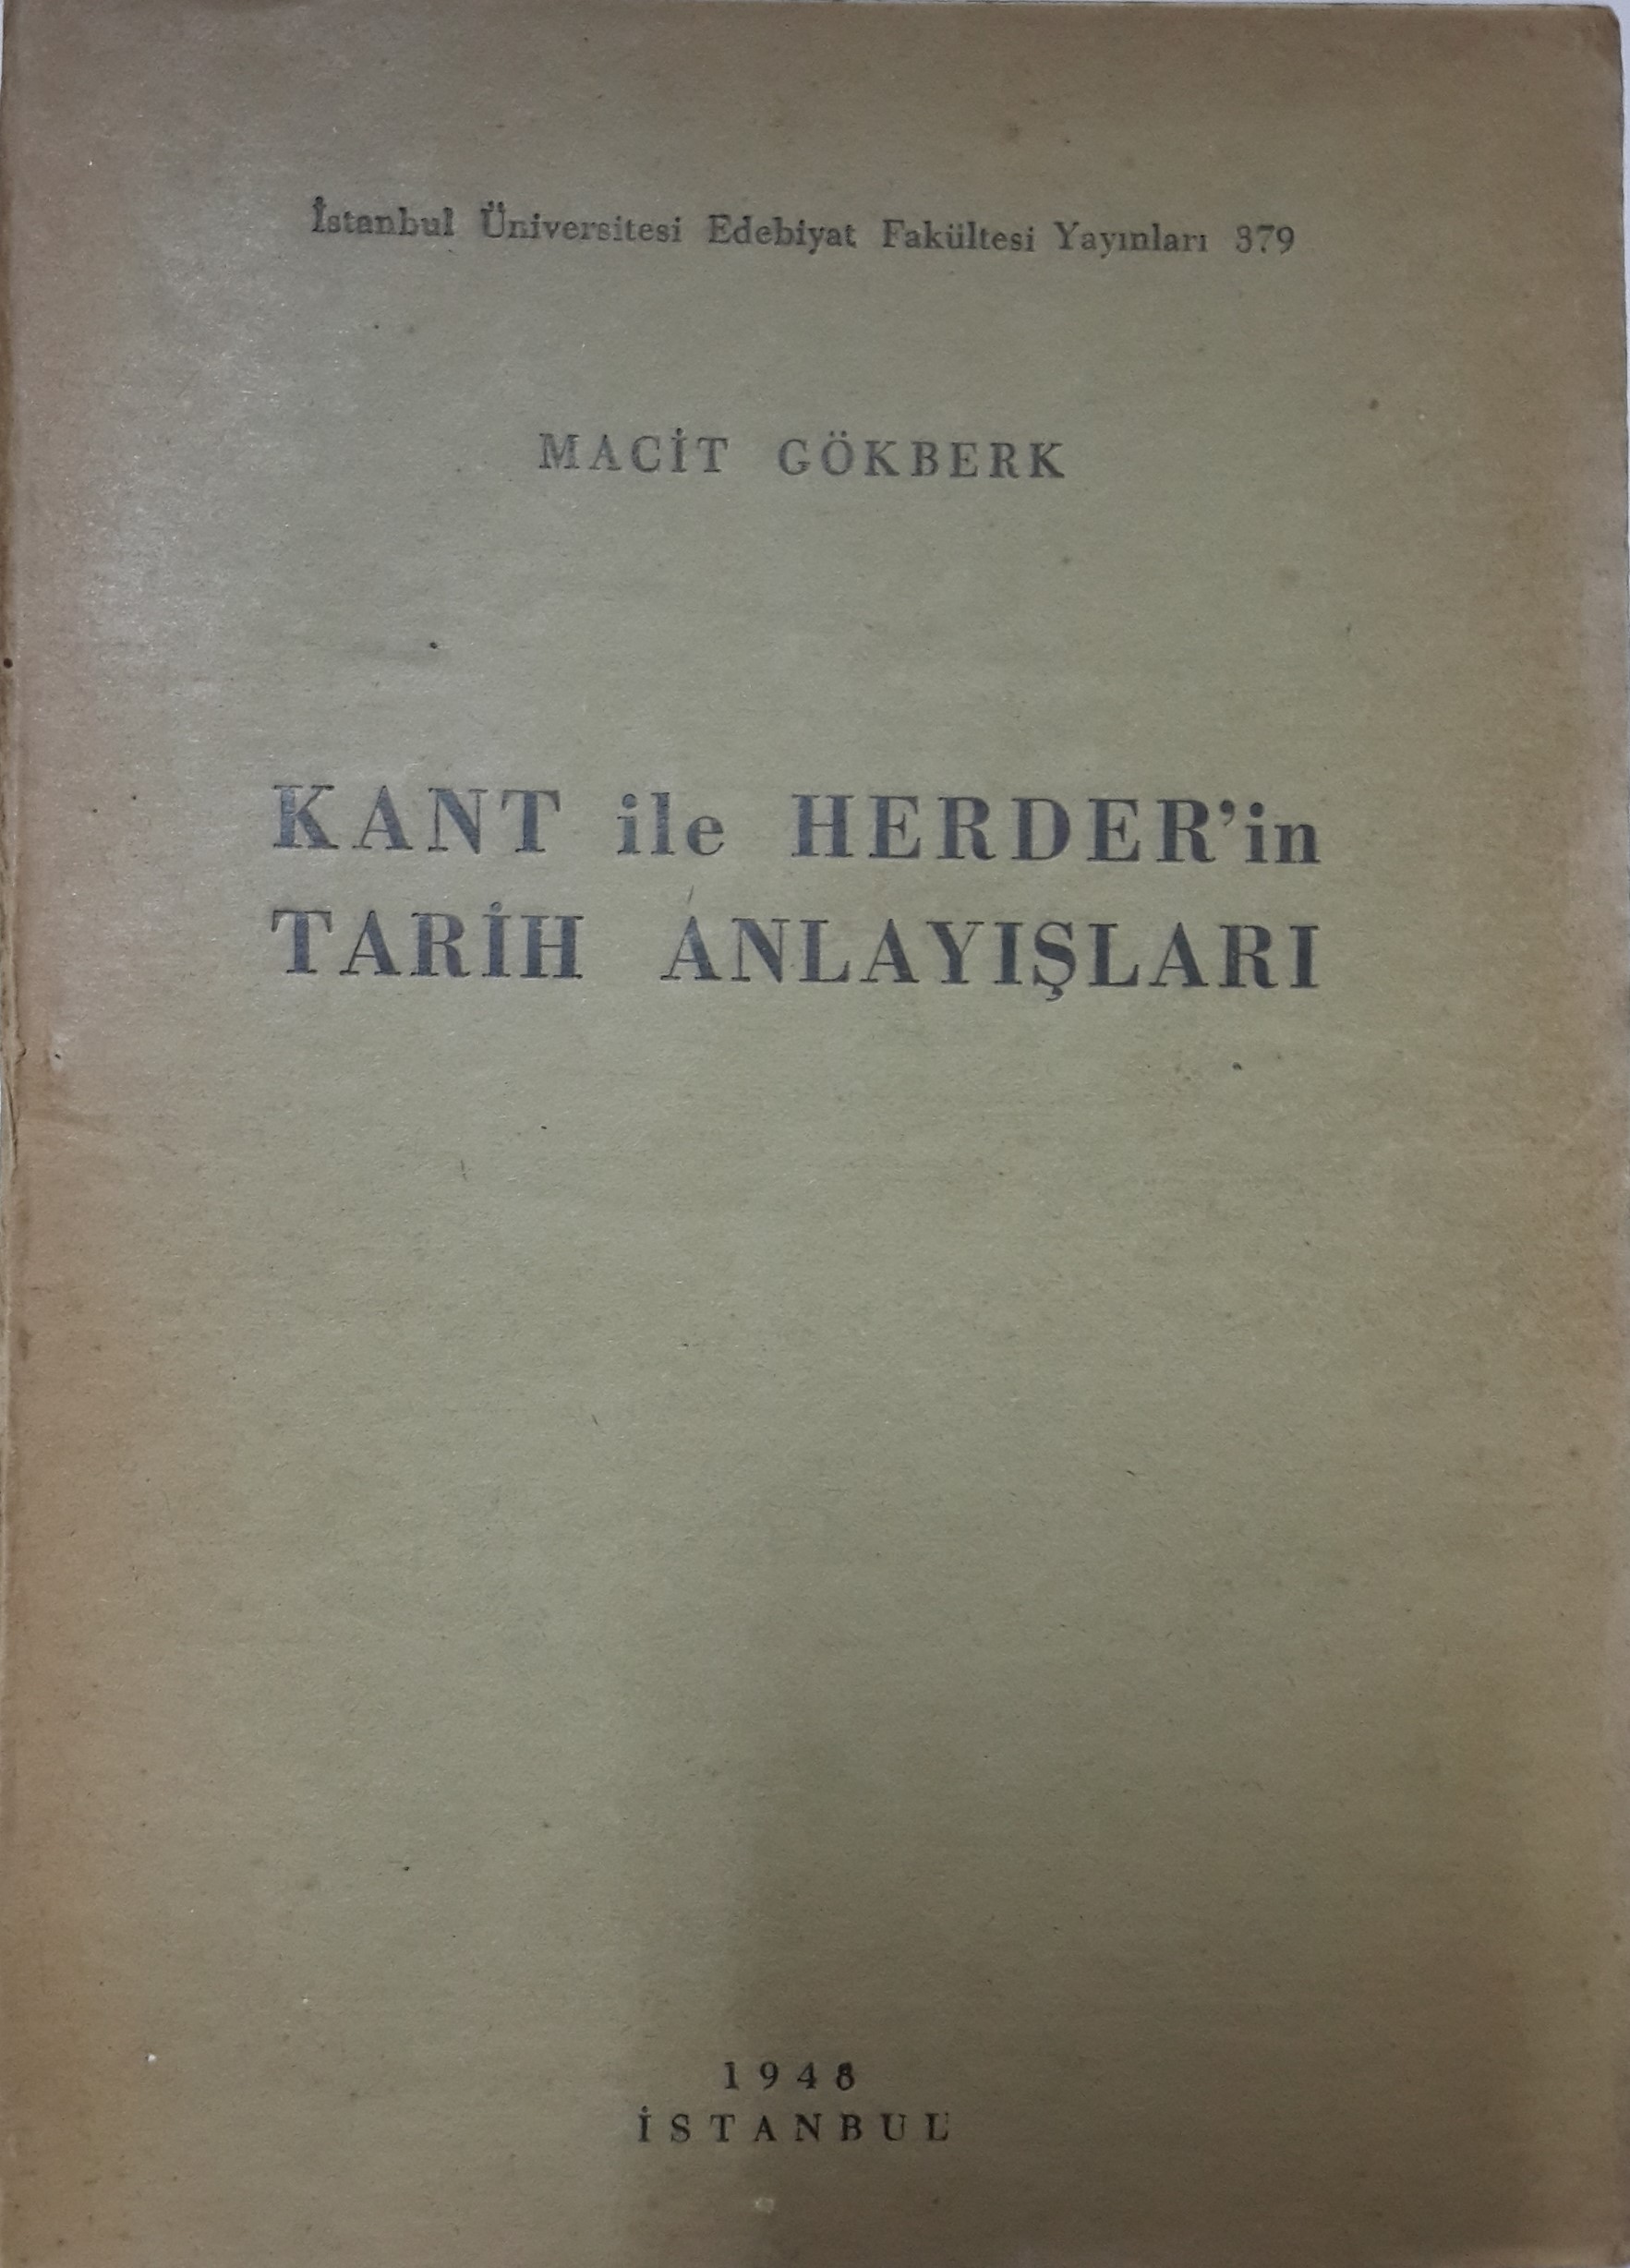 İstanbul Üniversitesi Edebiyat Fakültesi Yayınları 379
MACİT GÖKBERK
KANT ile HERDER'in
TARİH ANLAYIŞLARI
1948
İSTANBUL